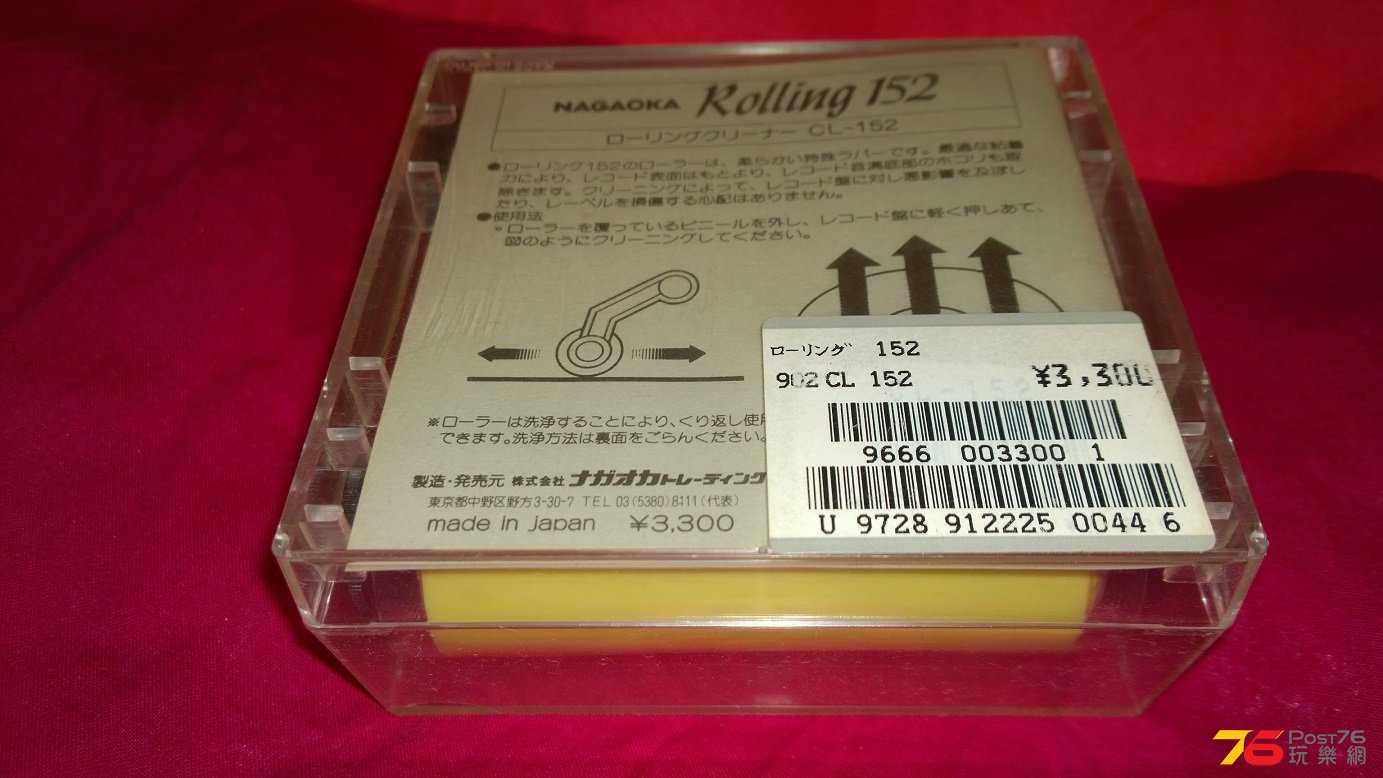 NAGAOKA Rolling 152
ローリングクリーナー CL-152
●ローリング152のローラーは、柔らかい特殊ラバーです。最適な粘着
力により、レコード表面はもとより、レコード音溝底部のホコリも取
除きます。クリーニングによって、レコード盤に対し悪影響を及ぼし
たり、レーベルを損傷する心配はありません。
●使用法
※ローラーを覆っているビニールを外し、レコード盤に軽く押しあて、
図のようにクリーニングしてください。
※ローラーは洗浄することにより、くり返し使用
できます。洗浄方法は裏面をごらんください。
製造・発売元 株式会社ナガオカトレーディング
東京都中野区野方3-30-7 TEL 03(5380)8111(代表)
made in Japan ¥3,300
ローリング 152
902 CL 152 ¥3,300
9666 003300 1
U 9728 912225 0044 6
76 POST76
玩樂網